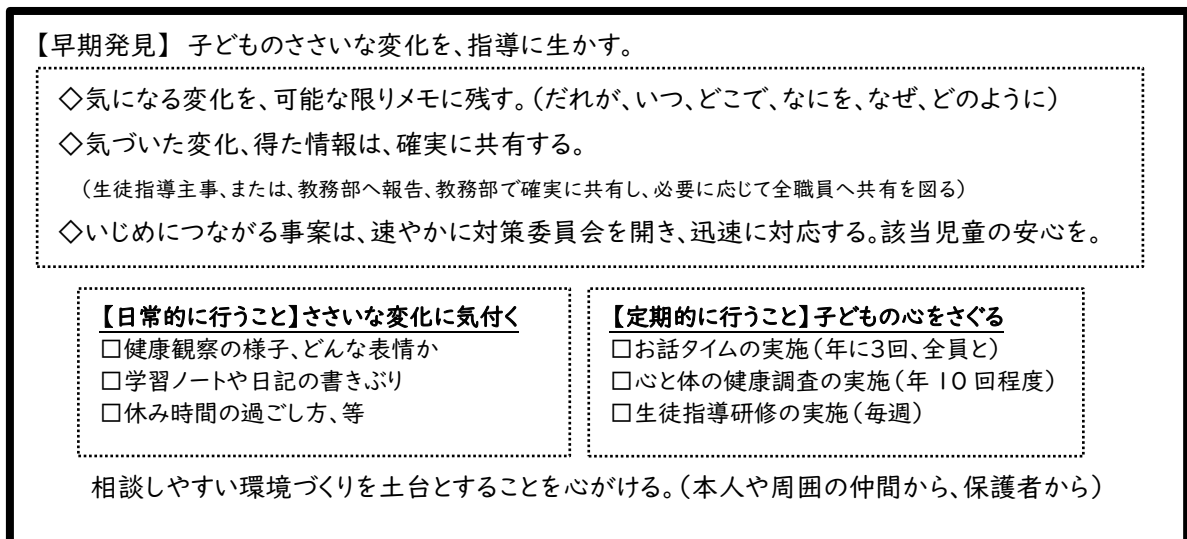 【早期発見】 子どものささいな変化を、指導に生かす。
◇気になる変化を、可能な限りメモに残す。(だれが、いつ、どこで、なにを、なぜ、どのように)
◇気づいた変化、得た情報は、確実に共有する。
(生徒指導主事、または、教務部へ報告、教務部で確実に共有し、必要に応じて全職員へ共有を図る)
◇いじめにつながる事案は、速やかに対策委員会を開き、迅速に対応する。該当児童の安心を。
【日常的に行うこと】ささいな変化に気付く
□健康観察の様子、どんな表情か
□学習ノートや日記の書きぶり
□休み時間の過ごし方、等
【定期的に行うこと】子どもの心をさぐる
□お話タイムの実施(年に3回、全員と)
□心と体の健康調査の実施(年 10 回程度)
□生徒指導研修の実施(毎週)
相談しやすい環境づくりを土台とすることを心がける。(本人や周囲の仲間から、保護者から)